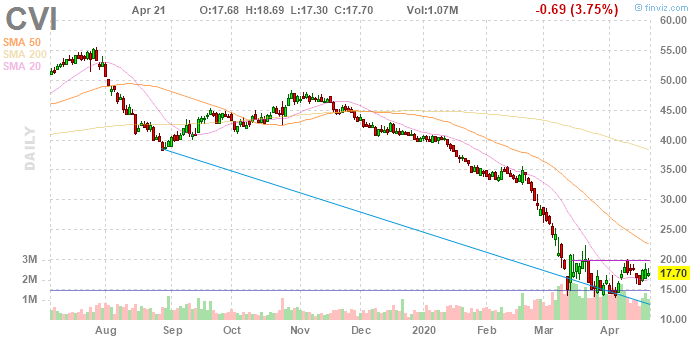 CVI
Apr 21 O:17.68 H:18.69 L:17.30 C:17.70 Vol:1.07M -0.69 (3.75%)
© finviz.com
SMA 50
SMA 200
SMA 20
DAILY
60.00
55.00
50.00
45.00
40.00
35.00
30.00
25.00
20.00
17.70
15.00
10.00
3M
2M
1M
Aug Sep Oct Nov Dec 2020 Feb Mar Apr